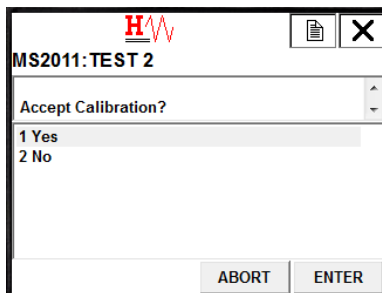 H
MS2011:TEST 2
Accept Calibration?
1 Yes
2 No
ABORT ENTER